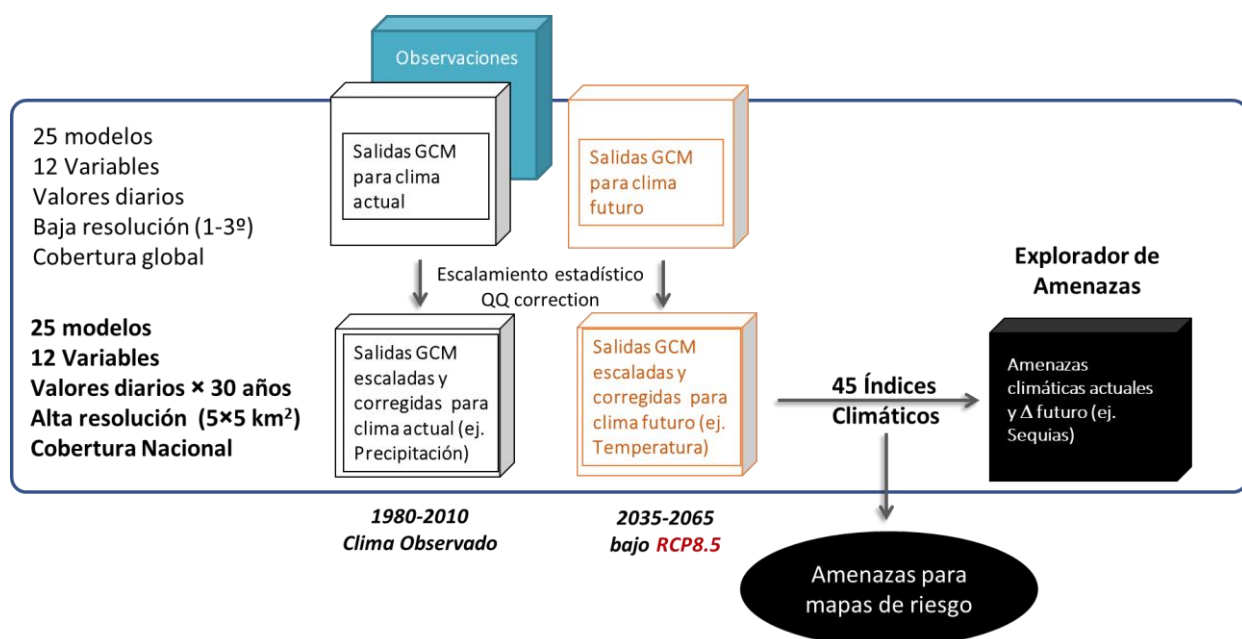 Observaciones
25 modelos
12 Variables
Valores diarios
Baja resolución (1-3º)
Cobertura global
Salidas GCM
para clima
actual
Salidas GCM
para clima
futuro
Escalamiento estadístico
QQ correction
25 modelos
12 Variables
Valores diarios × 30 años
Alta resolución (5×5 km²)
Cobertura Nacional
Salidas GCM
escaladas y
corregidas para
clima actual (ej.
Precipitación)
Salidas GCM
escaladas y
corregidas para
clima futuro (ej.
Temperatura)
45 Índices
Climáticos
Explorador de
Amenazas
Amenazas
climáticas actuales
y Δ futuro (ej.
Sequias)
1980-2010
Clima Observado
2035-2065
bajo RCP8.5
Amenazas para
mapas de riesgo